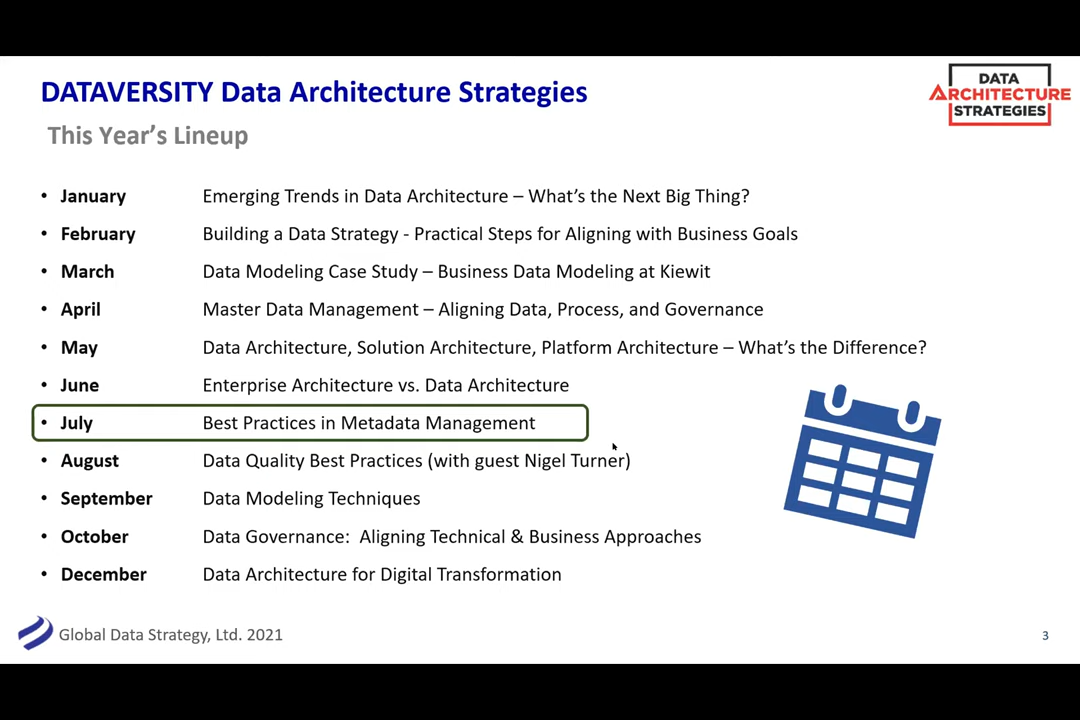 DATAVERSITY Data Architecture Strategies
This Year's Lineup
DATA
ARCHITECTURE
STRATEGIES
• January Emerging Trends in Data Architecture – What's the Next Big Thing?
• February Building a Data Strategy - Practical Steps for Aligning with Business Goals
• March Data Modeling Case Study – Business Data Modeling at Kiewit
• April Master Data Management – Aligning Data, Process, and Governance
• May Data Architecture, Solution Architecture, Platform Architecture – What's the Difference?
• June Enterprise Architecture vs. Data Architecture
• July Best Practices in Metadata Management
• August Data Quality Best Practices (with guest Nigel Turner)
• September Data Modeling Techniques
• October Data Governance: Aligning Technical & Business Approaches
• December Data Architecture for Digital Transformation
Global Data Strategy, Ltd. 2021
3